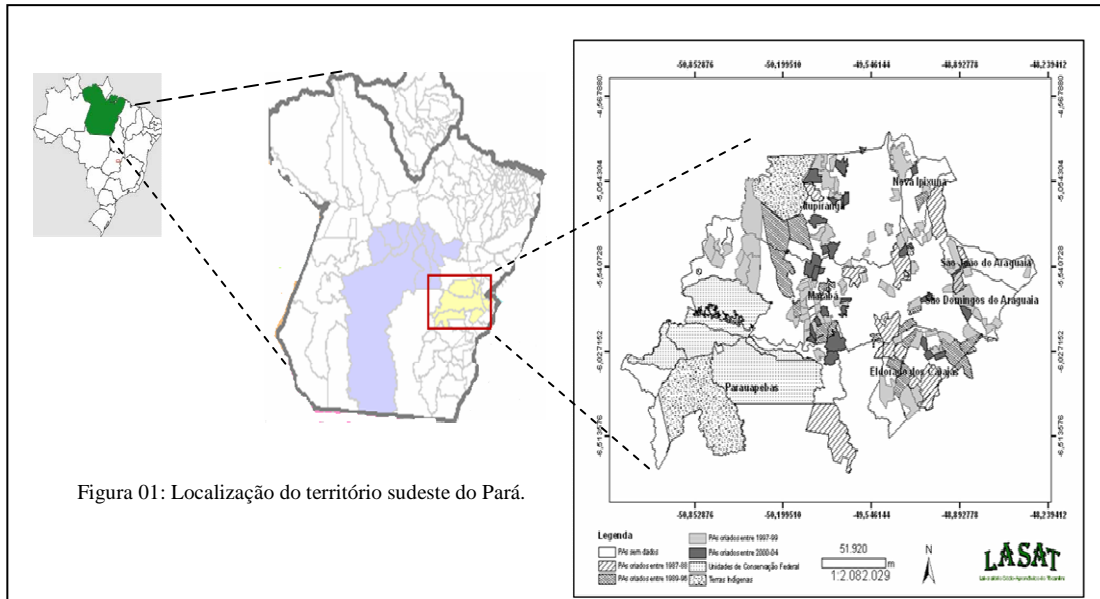 -50,852876 -50,199510 -49,546144 -48,892778 -48,239412
-4,567880 -4,567880
-5,054304 -5,054304
-5,540728 -5,540728
-6,027152 -6,027152
-6,513576 -6,513576
Nova Ipixuna
Itupiranga
São João do Araguaia
Marabá
São Domingos do Araguaia
Eldorado dos Carajás
Parauapebas
-50,852876 -50,199510 -49,546144 -48,892778 -48,239412
Figura 01: Localização do território sudeste do Pará.
Legenda
PAs sem dados
PAs criados entre 1987-88
PAs criados entre 1989-96
PAs criados entre 1997-99
PAs criados entre 2000-04
Unidades de Conservação Federal
Terras Indígenas
51.920
m
1:2.082.029
N
LASAT